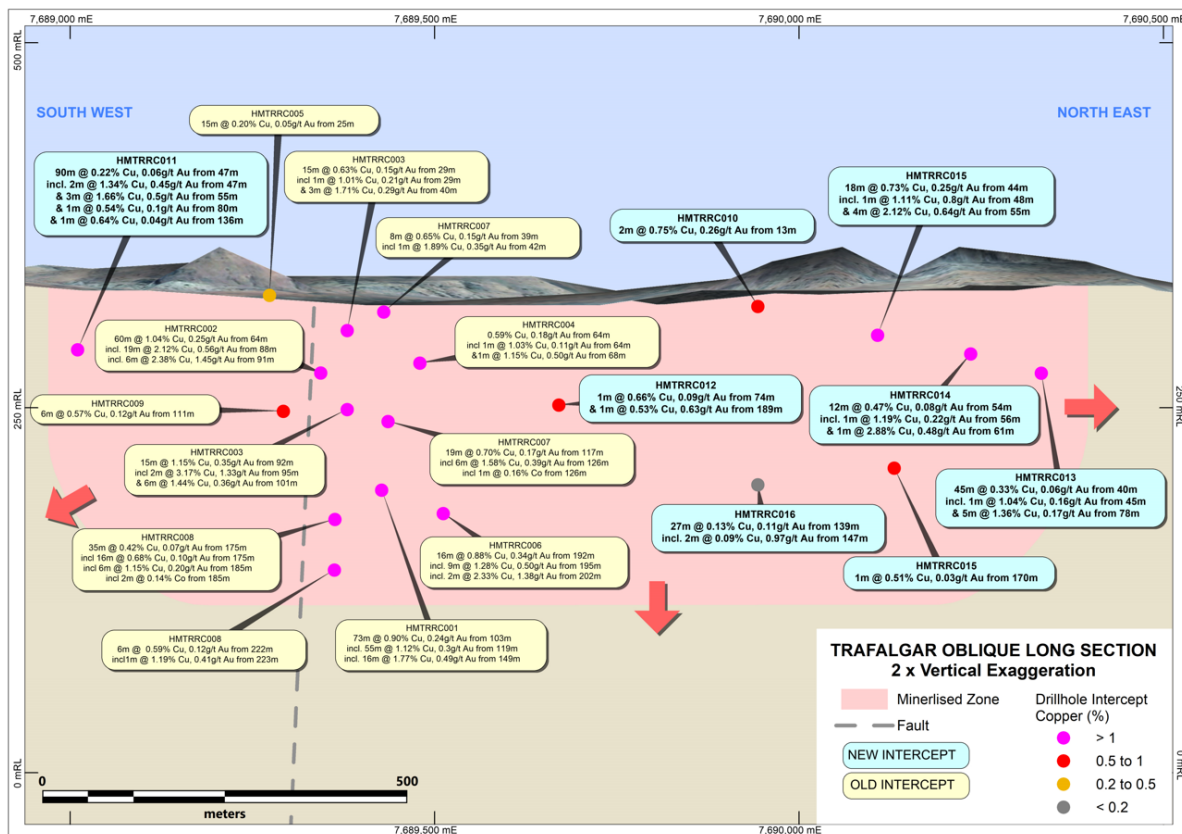 7,689,000 mE
7,689,500 mE
7,690,000 mE
7,690,500 mE
500 mRL
SOUTH WEST
NORTH EAST
HMTRRC005
15m @ 0.20% Cu, 0.05g/t Au from 25m
HMTRRC011
90m @ 0.22% Cu, 0.06g/t Au from 47m
incl. 2m @ 1.34% Cu, 0.45g/t Au from 47m
& 3m @ 1.66% Cu, 0.5g/t Au from 55m
& 1m @ 0.54% Cu, 0.1g/t Au from 80m
& 1m @ 0.64% Cu, 0.04g/t Au from 136m
HMTRRC003
15m @ 0.63% Cu, 0.15g/t Au from 29m
incl 1m @ 1.01% Cu, 0.21g/t Au from 29m
& 3m @ 1.71% Cu, 0.29g/t Au from 40m
HMTRRC007
8m @ 0.65% Cu, 0.15g/t Au from 39m
incl 1m @ 1.89% Cu, 0.35g/t Au from 42m
HMTRRC010
2m @ 0.75% Cu, 0.26g/t Au from 13m
HMTRRC015
18m @ 0.73% Cu, 0.25g/t Au from 44m
incl. 1m @ 1.11% Cu, 0.8g/t Au from 48m
& 4m @ 2.12% Cu, 0.64g/t Au from 55m
HMTRRC002
60m @ 1.04% Cu, 0.25g/t Au from 64m
incl. 19m @ 2.12% Cu, 0.56g/t Au from 88m
incl. 6m @ 2.38% Cu, 1.45g/t Au from 91m
HMTRRC004
0.59% Cu, 0.18g/t Au from 64m
incl 1m @ 1.03% Cu, 0.11g/t Au from 64m
&1m @ 1.15% Cu, 0.50g/t Au from 68m
HMTRRC009
6m @ 0.57% Cu, 0.12g/t Au from 111m
HMTRRC012
1m @ 0.66% Cu, 0.09g/t Au from 74m
& 1m @ 0.53% Cu, 0.63g/t Au from 189m
HMTRRC014
12m @ 0.47% Cu, 0.08g/t Au from 54m
incl. 1m @ 1.19% Cu, 0.22g/t Au from 56m
& 1m @ 2.88% Cu, 0.48g/t Au from 61m
250 mRL
250 mRL
HMTRRC003
15m @ 1.15% Cu, 0.35g/t Au from 92m
incl 2m @ 3.17% Cu, 1.33g/t Au from 95m
& 6m @ 1.44% Cu, 0.36g/t Au from 101m
HMTRRC007
19m @ 0.70% Cu, 0.17g/t Au from 117m
incl 6m @ 1.58% Cu, 0.39g/t Au from 126m
incl 1m @ 0.16% Co from 126m
HMTRRC013
45m @ 0.33% Cu, 0.06g/t Au from 40m
incl. 1m @ 1.04% Cu, 0.16g/t Au from 45m
& 5m @ 1.36% Cu, 0.17g/t Au from 78m
HMTRRC016
27m @ 0.13% Cu, 0.11g/t Au from 139m
incl. 2m @ 0.09% Cu, 0.97g/t Au from 147m
HMTRRC008
35m @ 0.42% Cu, 0.07g/t Au from 175m
incl 16m @ 0.68% Cu, 0.10g/t Au from 175m
incl 6m @ 1.15% Cu, 0.20g/t Au from 185m
incl 2m @ 0.14% Co from 185m
HMTRRC006
16m @ 0.88% Cu, 0.34g/t Au from 192m
incl. 9m @ 1.28% Cu, 0.50g/t Au from 195m
incl. 2m @ 2.33% Cu, 1.38g/t Au from 202m
HMTRRC015
1m @ 0.51% Cu, 0.03g/t Au from 170m
HMTRRC008
6m @ 0.59% Cu, 0.12g/t Au from 222m
incl1m @ 1.19% Cu, 0.41g/t Au from 223m
HMTRRC001
73m @ 0.90% Cu, 0.24g/t Au from 103m
incl. 55m @ 1.12% Cu, 0.3g/t Au from 119m
incl. 16m @ 1.77% Cu, 0.49g/t Au from 149m
TRAFALGAR OBLIQUE LONG SECTION
2 x Vertical Exaggeration
Minerlised Zone
Fault
NEW INTERCEPT
OLD INTERCEPT
Drillhole Intercept
Copper (%)
> 1
0.5 to 1
0.2 to 0.5
< 0.2
0 mRL
0 mRL
0
500
meters
7,689,500 mE
7,690,000 mE